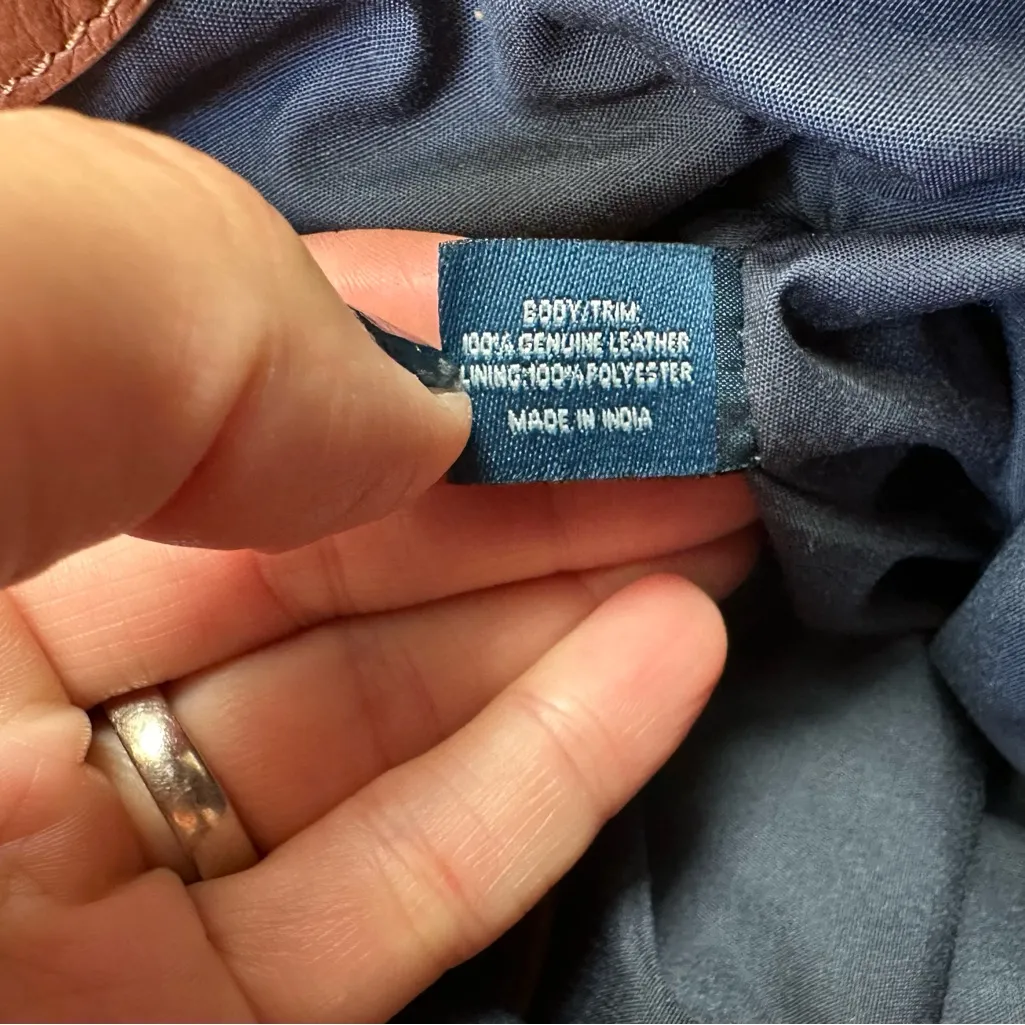 BODY/TRIM:
100% GENUINE LEATHER
LINING:100% POLYESTER
MADE IN INDIA